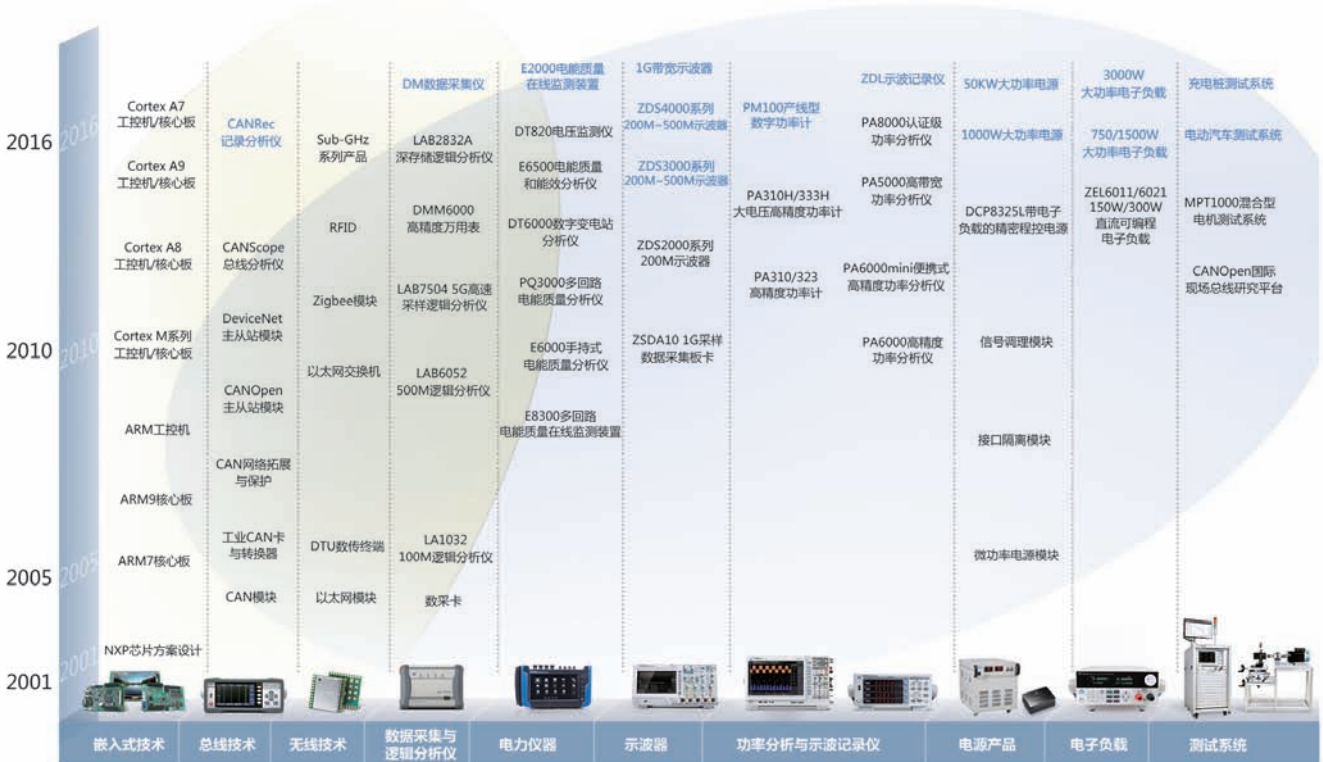 2016
2010
2005
2001
2016
2010
2005
2001
Cortex A7
工控机/核心板
Cortex A9
工控机/核心板
Cortex A8
工控机/核心板
Cortex M系列
工控机/核心板
ARM工控机
ARM9核心板
ARM7核心板
NXP芯片方案设计
嵌入式技术
CANRec
记录分析仪
CANScope
总线分析仪
DeviceNet
主从站模块
CANOpen
主从站模块
CAN网络拓展
与保护
工业CAN卡
与转换器
CAN模块
总线技术
Sub-GHz
系列产品
RFID
Zigbee模块
以太网交换机
DTU数传终端
以太网模块
无线技术
DM数据采集仪
LAB2832A
深存储逻辑分析仪
DMM6000
高精度万用表
LAB7504 5G高速
采样逻辑分析仪
LAB6052
500M逻辑分析仪
LA1032
100M逻辑分析仪
数采卡
数据采集与
逻辑分析仪
E2000电能质量
在线监测装置
DT820电压监测仪
E6500电能质量
和能效分析仪
DT6000数字变电站
分析仪
PQ3000多回路
电能质量分析仪
E6000手持式
电能质量分析仪
E8300多回路
电能质量在线监测装置
电力仪器
1G带宽示波器
ZDS4000系列
200M~500M示波器
ZDS3000系列
200M~500M示波器
ZDS2000系列
200M示波器
ZSDA10 1G采样
数据采集板卡
示波器
PM100产线型
数字功率计
PA310H/333H
大电压高精度功率计
PA310/323
高精度功率计
ZDL示波记录仪
PA8000认证级
功率分析仪
PA5000高带宽
功率分析仪
PA6000mini便携式
高精度功率分析仪
PA6000高精度
功率分析仪
功率分析与示波记录仪
50KW大功率电源
1000W大功率电源
DCP8325L带电子
负载的精密程控电源
信号调理模块
接口隔离模块
微功率电源模块
电源产品
3000W
大功率电子负载
750/1500W
大功率电子负载
ZEL6011/6021
150W/300W
直流可编程
电子负载
电子负载
充电桩测试系统
电动汽车测试系统
MPT1000混合型
电机测试系统
CANOpen国际
现场总线研究平台
测试系统